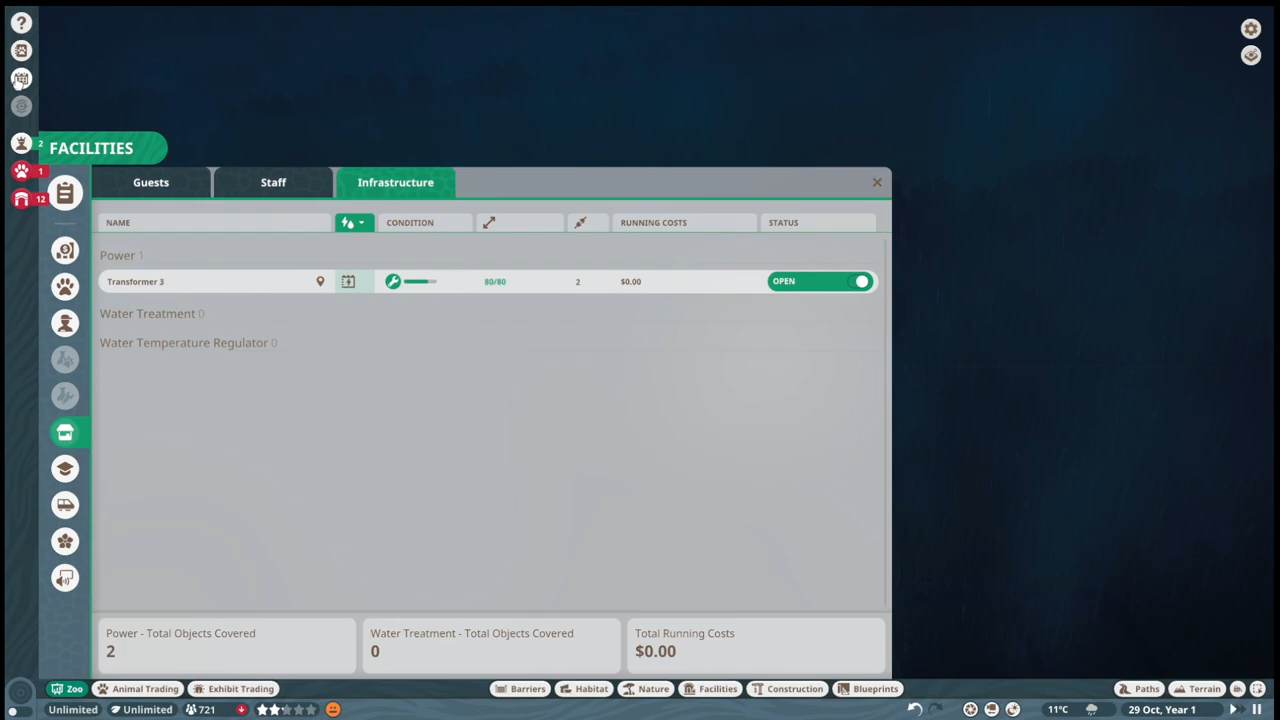 ?
2
FACILITIES
1
12
Guests
Staff
Infrastructure
NAME
CONDITION
RUNNING COSTS
STATUS
Power 1
Transformer 3
80/80
2
$0.00
OPEN
Water Treatment 0
Water Temperature Regulator 0
Power - Total Objects Covered
2
Water Treatment - Total Objects Covered
0
Total Running Costs
$0.00
Zoo
Animal Trading
Exhibit Trading
Barriers
Habitat
Nature
Facilities
Construction
Blueprints
Paths
Terrain
Unlimited
Unlimited
721
11°C
29 Oct, Year 1